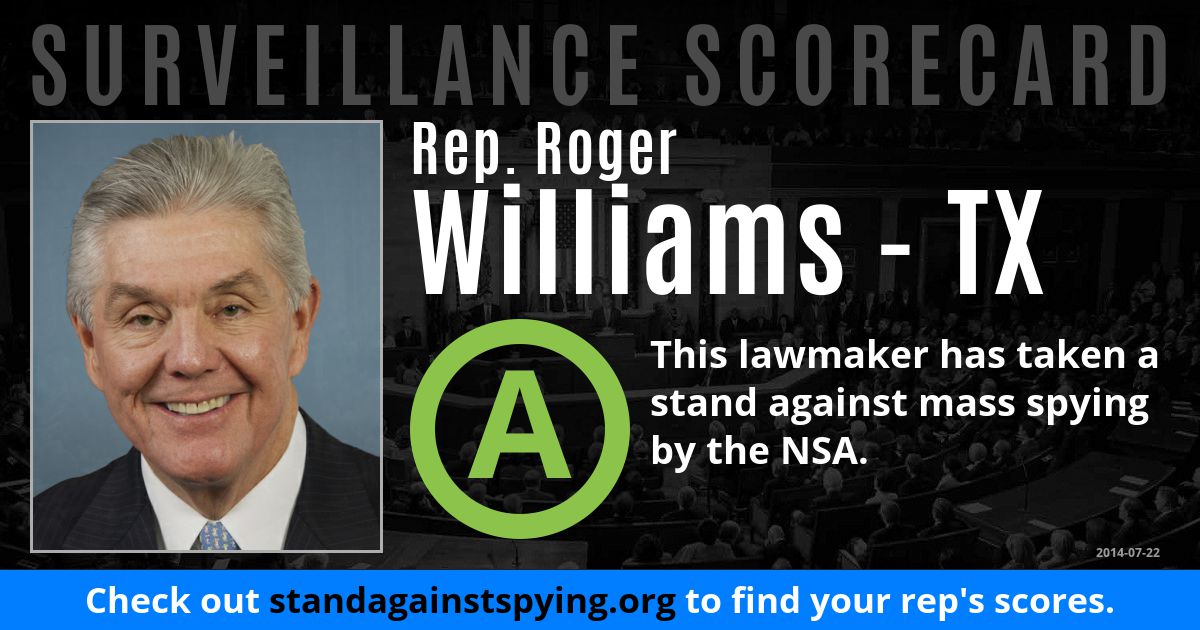 SURVEILLANCE SCORECARD
Rep. Roger
Williams - TX
A
This lawmaker has taken a
stand against mass spying
by the NSA.
2014-07-22
Check out standagainstspying.org to find your rep's scores.